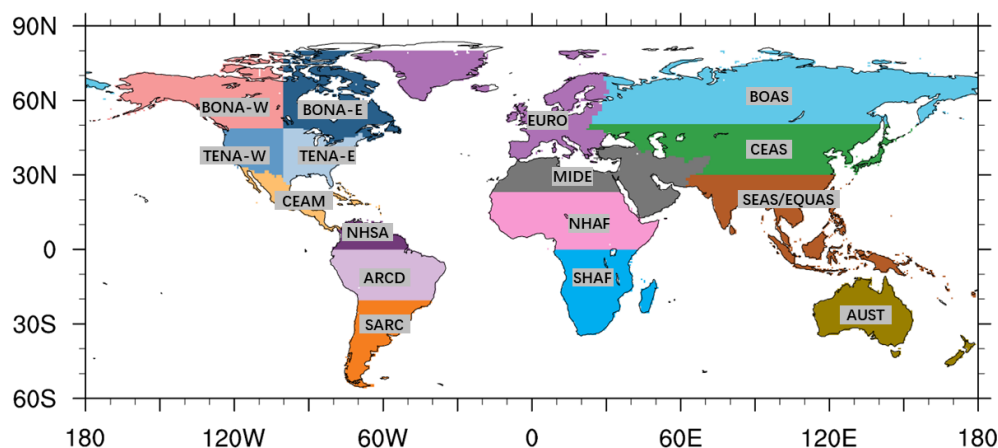 90N
60N
30N
0
30S
60S
BONA-W
BONA-E
BOAS
EURO
TENA-W
TENA-E
CEAS
MIDE
CEAM
SEAS/EQUAS
NHSA
NHAF
ARCD
SHAF
SARC
AUST
180
120W
60W
0
60E
120E
180